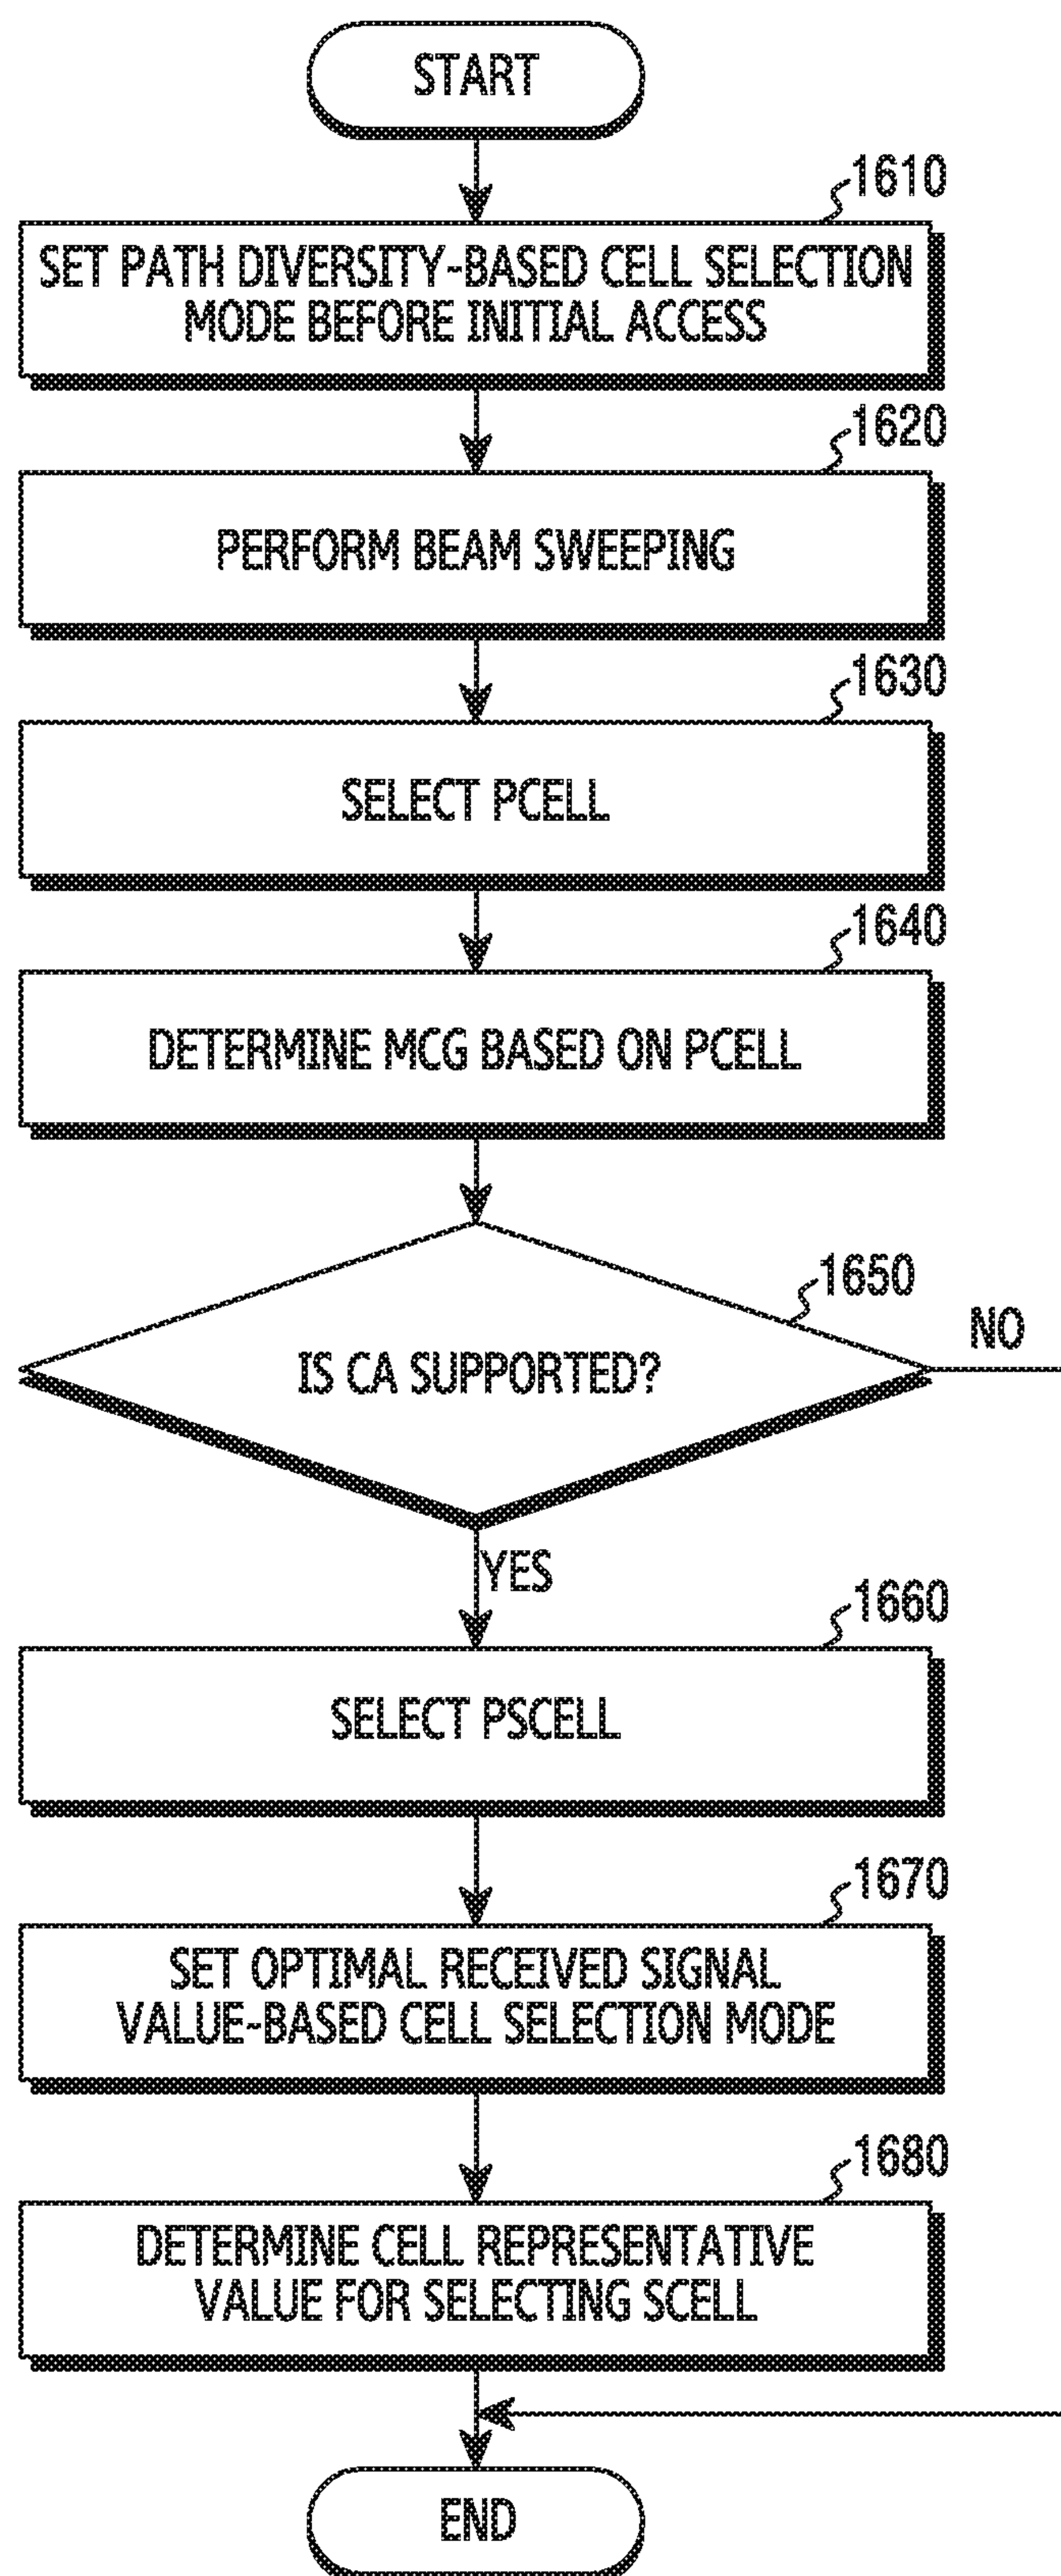 START
1610
SET PATH DIVERSITY-BASED CELL SELECTION
MODE BEFORE INITIAL ACCESS
1620
PERFORM BEAM SWEEPING
1630
SELECT PCELL
1640
DETERMINE MCG BASED ON PCELL
1650
NO
IS CA SUPPORTED?
YES
1660
SELECT PSCELL
1670
SET OPTIMAL RECEIVED SIGNAL
VALUE-BASED CELL SELECTION MODE
1680
DETERMINE CELL REPRESENTATIVE
VALUE FOR SELECTING SCELL
END